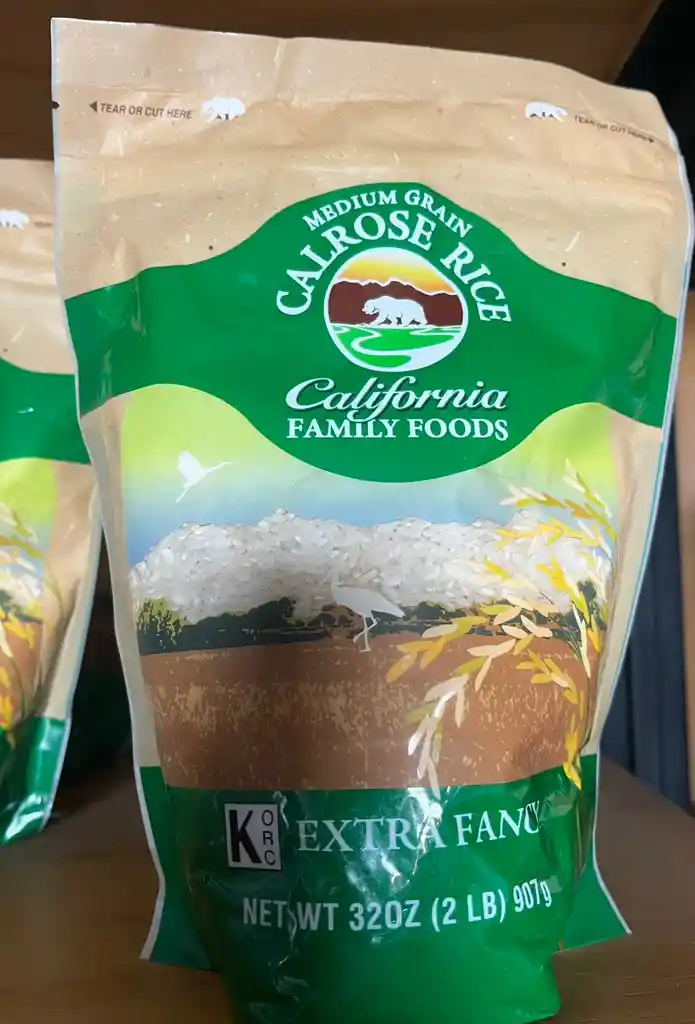 TEAR OR CUT HERE
TEAR OR CUT HERE
MEDIUM GRAIN
CALROSE RICE
California
FAMILY FOODS
K ORC
EXTRA FANCY
NET WT 32OZ (2 LB) 907g